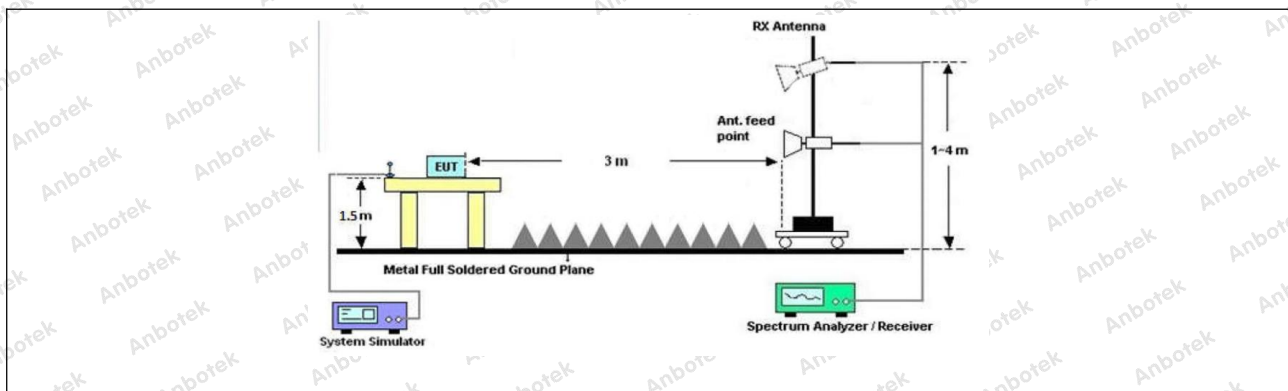 RX Antenna
Ant. feed
point
3 m
EUT
1~4 m
1.5 m
Metal Full Soldered Ground Plane
System Simulator
Spectrum Analyzer / Receiver
Anbotek